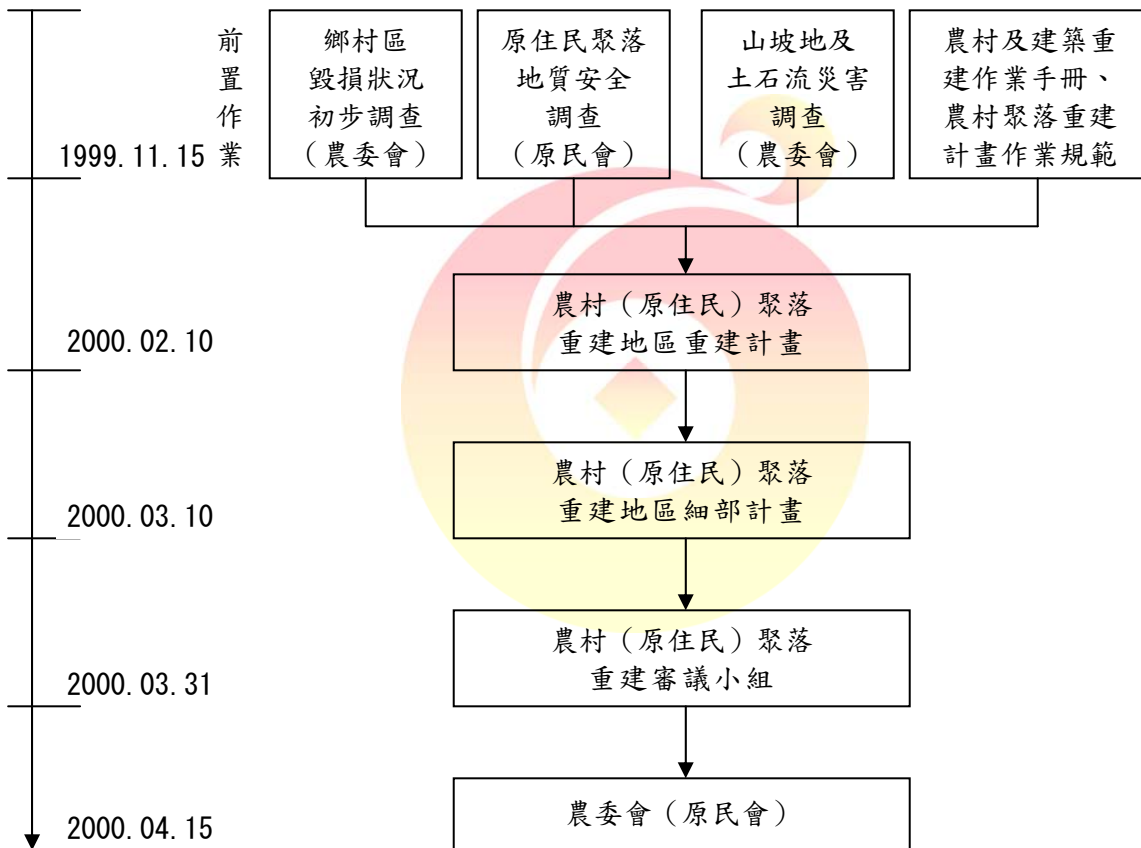 前置作業
鄉村區
毀損狀況
初步調查
（農委會）
原住民聚落
地質安全
調查
（原民會）
山坡地及
土石流災害
調查
（農委會）
農村及建築重
建作業手冊、
農村聚落重建
計畫作業規範
1999.11.15
農村（原住民）聚落
重建地區重建計畫
2000.02.10
農村（原住民）聚落
重建地區細部計畫
2000.03.10
農村（原住民）聚落
重建審議小組
2000.03.31
農委會（原民會）
2000.04.15